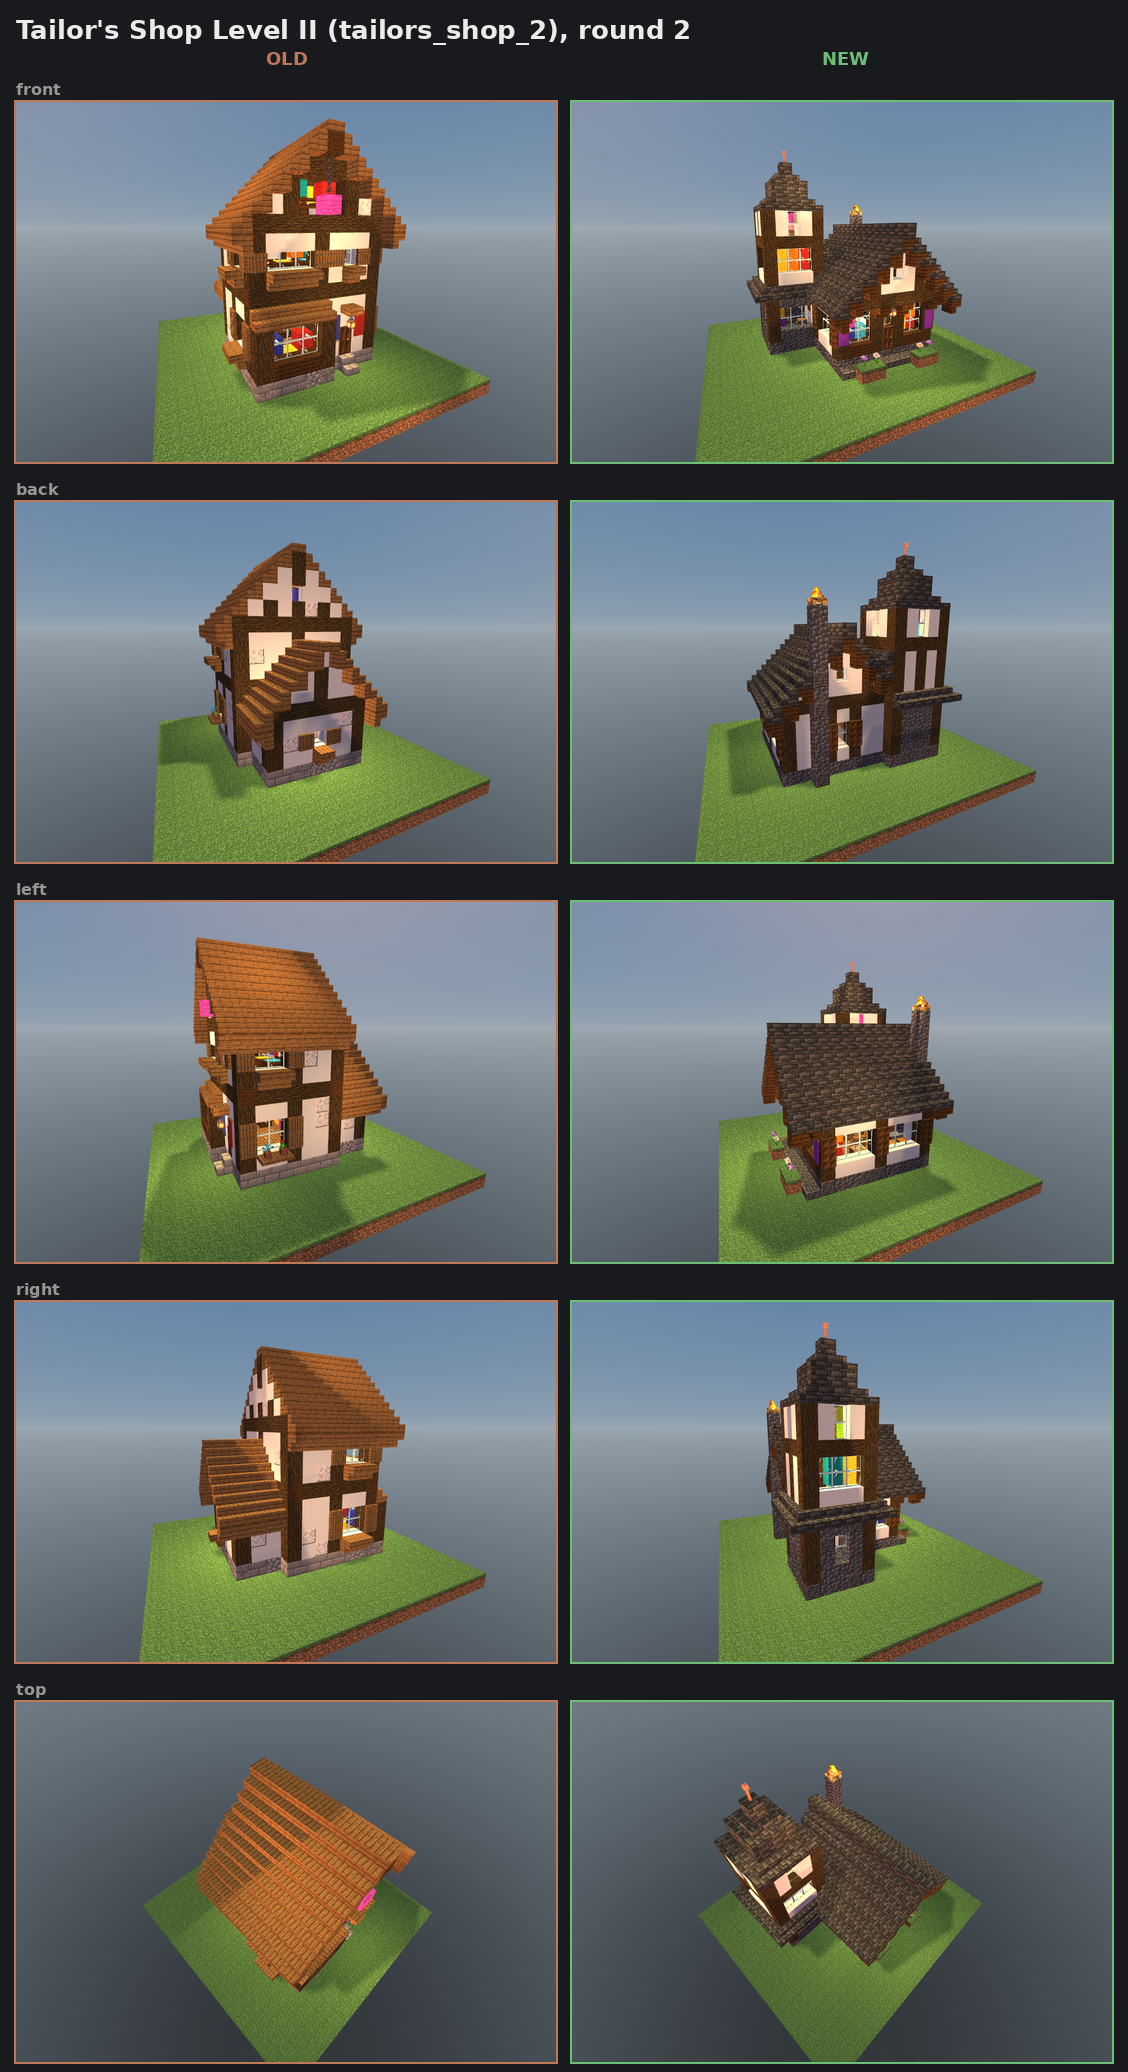 Tailor's Shop Level II (tailors_shop_2), round 2
OLD
NEW
front
back
left
right
top